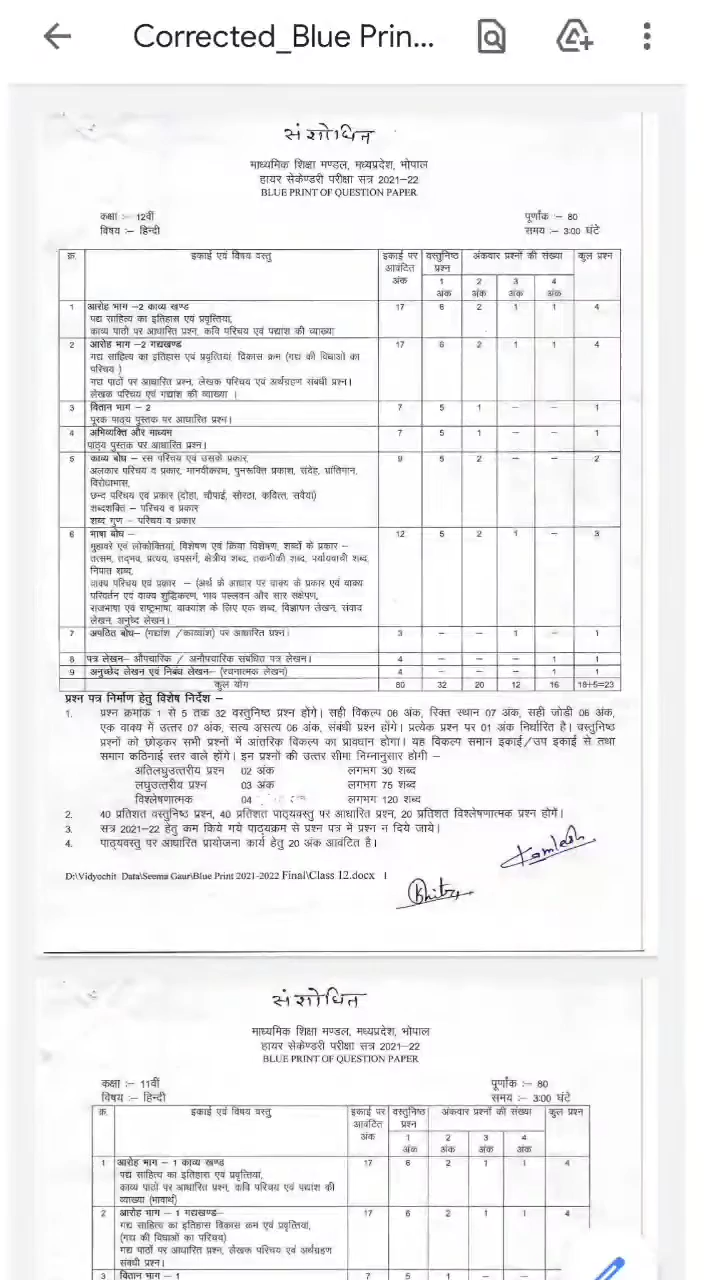 Corrected_Blue Prin...
संशोधित
माध्यमिक शिक्षा मण्डल, मध्यप्रदेश, भोपाल
हायर सेकेण्डरी परीक्षा सत्र 2021-22
BLUE PRINT OF QUESTION PAPER
कक्षा :- 12वीं पूर्णांक :- 80
विषय :- हिन्दी समय :- 3:00 घंटे
क्र. इकाई एवं विषय वस्तु इकाई पर वस्तुनिष्ठ अंकवार प्रश्नों की संख्या कुल प्रश्न
आवंटित प्रश्न
अंक 1 2 3 4
अंक अंक अंक अंक
1 आरोह भाग -2 काव्य खण्ड 17 6 2 1 1 4
पद्य साहित्य का इतिहास एवं प्रवृत्तियां,
काव्य पाठों पर आधारित प्रश्न, कवि परिचय एवं पद्यांश की व्याख्या
2 आरोह भाग -2 गद्यखण्ड 17 6 2 1 1 4
गद्य साहित्य का इतिहास एवं प्रवृत्तियां, विकास क्रम (गद्य की विधाओं का
परिचय )
गद्य पाठों पर आधारित प्रश्न, लेखक परिचय एवं अर्थग्रहण संबंधी प्रश्न।
लेखक परिचय एवं गद्यांश की व्याख्या ।
3 वितान भाग - 2 7 5 1 - - 1
पूरक पाठ्य पुस्तक पर आधारित प्रश्न।
4 अभिव्यक्ति और माध्यम 7 5 1 - - 1
पाठ्य पुस्तक पर आधारित प्रश्न।
5 काव्य बोध - रस परिचय एवं उसके प्रकार, 9 5 2 - - 2
अलंकार परिचय व प्रकार, मानवीकरण, पुनरूक्ति प्रकाश, संदेह, भ्रांतिमान,
विरोधाभास,
छन्द परिचय एवं प्रकार (दोहा, चौपाई, सोरठा, कवित्त, सवैया)
शब्दशक्ति - परिचय व प्रकार
शब्द गुण - परिचय व प्रकार
6 भाषा बोध - 12 5 2 1 - 3
मुहावरे एवं लोकोक्तियां, विशेषण एवं क्रिया विशेषण, शब्दों के प्रकार -
तत्सम, तद्भव, प्रत्यय, उपसर्ग, क्षेत्रीय शब्द, तकनीकी शब्द, पर्यायवाची शब्द,
निपात शब्द,
वाक्य परिचय एवं प्रकार - (अर्थ के आधार पर वाक्य के प्रकार एवं वाक्य
परिवर्तन एवं वाक्य शुद्धिकरण, भाव पल्लवन और सार संक्षेपण,
राजभाषा एवं राष्ट्रभाषा, वाक्यांश के लिए एक शब्द, विज्ञापन लेखन, संवाद
लेखन, अनुच्छेद लेखन।
7 अपठित बोध- (गद्यांश /काव्यांश) पर आधारित प्रश्न। 3 - - 1 - 1
8 पत्र लेखन- औपचारिक / अनौपचारिक संबंधित पत्र लेखन। 4 - - - 1 1
9 अनुच्छेद लेखन एवं निबंध लेखन- (रचनात्मक लेखन) 4 - - - 1 1
कुल योग 80 32 20 12 16 18+5=23
प्रश्न पत्र निर्माण हेतु विशेष निर्देश -
1. प्रश्न क्रमांक 1 से 5 तक 32 वस्तुनिष्ठ प्रश्न होंगे। सही विकल्प 06 अंक, रिक्त स्थान 07 अंक, सही जोड़ी 06 अंक,
एक वाक्य में उत्तर 07 अंक, सत्य असत्य 06 अंक, संबंधी प्रश्न होंगे। प्रत्येक प्रश्न पर 01 अंक निर्धारित है। वस्तुनिष्ठ
प्रश्नों को छोड़कर सभी प्रश्नों में आंतरिक विकल्प का प्रावधान होगा। यह विकल्प समान इकाई/उप इकाई से तथा
समान कठिनाई स्तर वाले होंगे। इन प्रश्नों की उत्तर सीमा निम्नानुसार होगी -
अतिलघुउत्तरीय प्रश्न 02 अंक लगभग 30 शब्द
लघुउत्तरीय प्रश्न 03 अंक लगभग 75 शब्द
विश्लेषणात्मक 04 लगभग 120 शब्द
2. 40 प्रतिशत वस्तुनिष्ठ प्रश्न, 40 प्रतिशत पाठ्यवस्तु पर आधारित प्रश्न, 20 प्रतिशत विश्लेषणात्मक प्रश्न होंगे।
3. सत्र 2021-22 हेतु कम किये गये पाठ्यक्रम से प्रश्न पत्र में प्रश्न न दिये जाये।
4. पाठ्यवस्तु पर आधारित प्रायोजना कार्य हेतु 20 अंक आवंटित है।
Kamlesh
D:\Vidyochit Data\Seema Gaur\Blue Print 2021-2022 Final\Class 12.docx 1
संशोधित
माध्यमिक शिक्षा मण्डल, मध्यप्रदेश, भोपाल
हायर सेकेण्डरी परीक्षा सत्र 2021-22
BLUE PRINT OF QUESTION PAPER
कक्षा :- 11वीं पूर्णांक :- 80
विषय :- हिन्दी समय :- 3:00 घंटे
क्र. इकाई एवं विषय वस्तु इकाई पर वस्तुनिष्ठ अंकवार प्रश्नों की संख्या कुल प्रश्न
आवंटित प्रश्न
अंक 1 2 3 4
अंक अंक अंक अंक
1 आरोह भाग - 1 काव्य खण्ड 17 6 2 1 1 4
पद्य साहित्य का इतिहास एवं प्रवृत्तियां,
काव्य पाठों पर आधारित प्रश्न, कवि परिचय एवं पद्यांश की
व्याख्या (भावार्थ)
2 आरोह भाग - 1 गद्यखण्ड- 17 6 2 1 1 4
गद्य साहित्य का इतिहास विकास क्रम एवं प्रवृत्तियां,
(गद्य की विधाओं का परिचय)
गद्य पाठों पर आधारित प्रश्न, लेखक परिचय एवं अर्थग्रहण
संबंधी प्रश्न।
3 वितान भाग - 1 7 5 1 - -